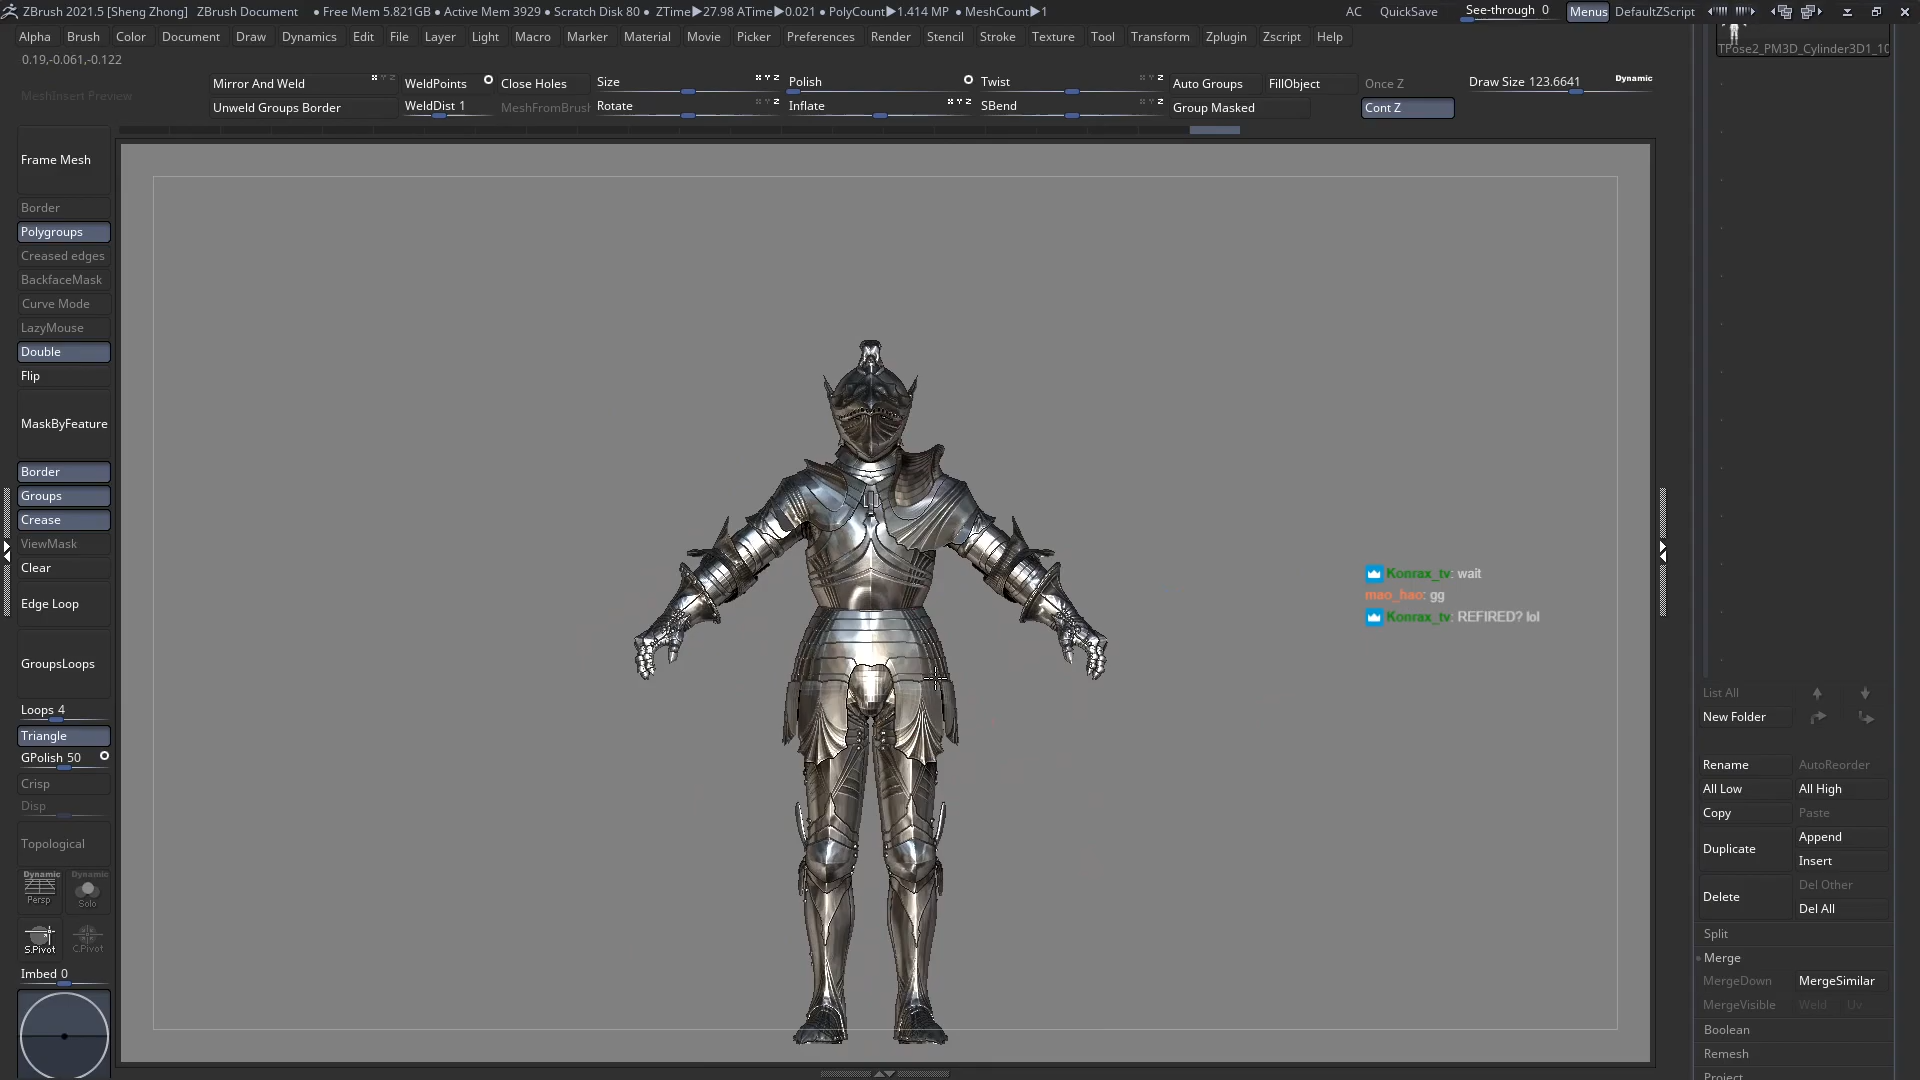 ZBrush 2021.5 [Sheng Zhong] ZBrush Document ● Free Mem 5.821GB ● Active Mem 3929 ● Scratch Disk 80 ● ZTime▶27.98 ATime▶0.021 ● PolyCount▶1.414 MP ● MeshCount▶1 AC QuickSave See-through 0 Menus DefaultZScript
Alpha Brush Color Document Draw Dynamics Edit File Layer Light Macro Marker Material Movie Picker Preferences Render Stencil Stroke Texture Tool Transform Zplugin Zscript Help
0.19,-0.061,-0.122
TPose2_PM3D_Cylinder3D1_10
MeshInsert Preview
Mirror And Weld WeldPoints Close Holes Size Polish Twist Auto Groups FillObject Once Z Draw Size 123.6641 Dynamic
Unweld Groups Border WeldDist 1 MeshFromBrush Rotate Inflate SBend Group Masked Cont Z
Frame Mesh
Border
Polygroups
Creased edges
BackfaceMask
Curve Mode
LazyMouse
Double
Flip
MaskByFeature
Border
Groups
Crease
ViewMask
Clear
Edge Loop
GroupsLoops
Loops 4
Triangle
GPolish 50
Crisp
Disp
Topological
Dynamic Dynamic
Persp Solo
S.Pivot C.Pivot
Imbed 0
Konrax_tv: wait
mao_hao: gg
Konrax_tv: REFIRED? lol
List All
New Folder
Rename AutoReorder
All Low All High
Copy Paste
Duplicate Append
Insert
Delete Del Other
Del All
Split
Merge
MergeDown MergeSimilar
MergeVisible Weld Uv
Boolean
Remesh
Project